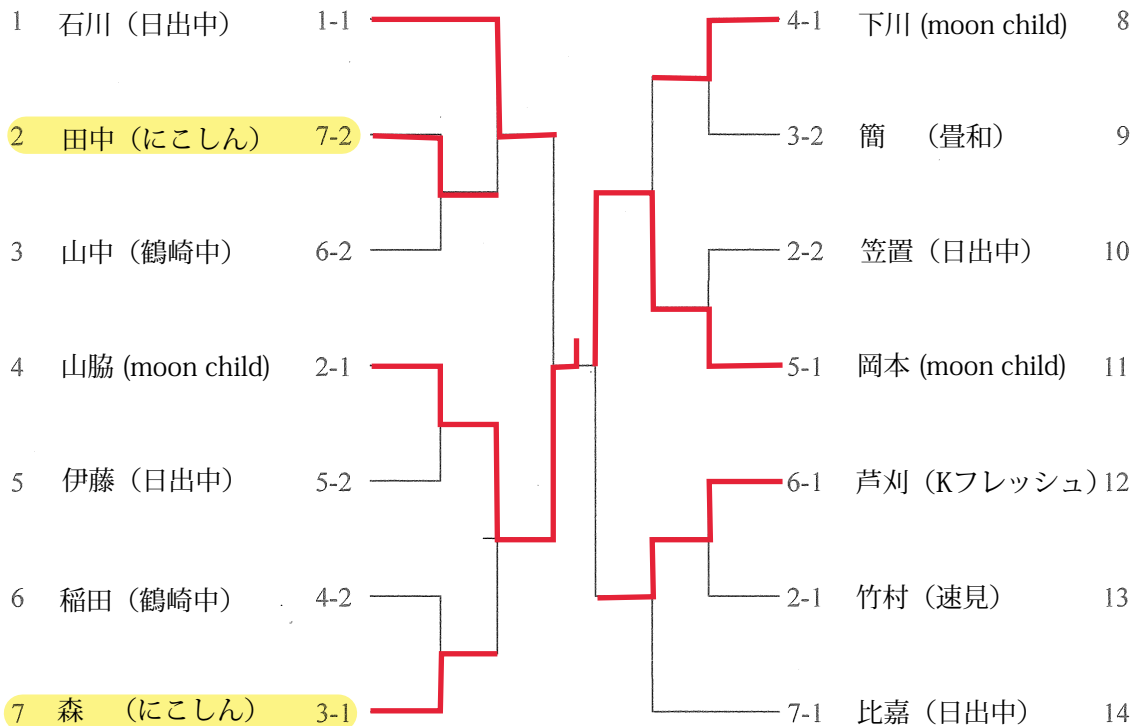 1 石川（日出中） 1-1
2 田中（にこしん） 7-2
3 山中（鶴崎中） 6-2
4 山脇 (moon child) 2-1
5 伊藤（日出中） 5-2
6 稲田（鶴崎中） 4-2
7 森 （にこしん） 3-1
4-1 下川 (moon child) 8
3-2 簡 （畳和） 9
2-2 笠置（日出中） 10
5-1 岡本 (moon child) 11
6-1 芦刈（Kフレッシュ）12
2-1 竹村（速見） 13
7-1 比嘉（日出中） 14